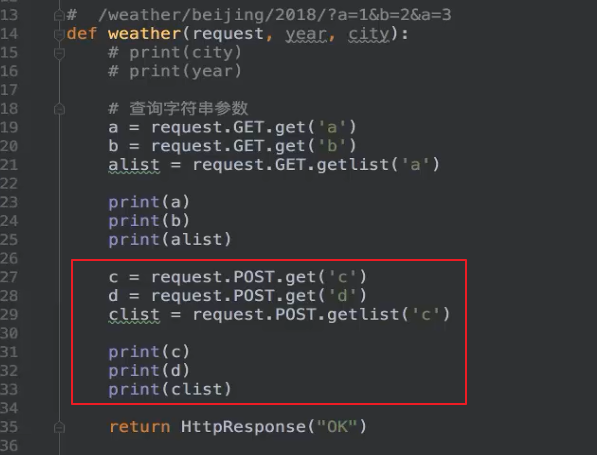 13 #  /weather/beijing/2018/?a=1&b=2&a=3
14 def weather(request, year, city):
15     # print(city)
16     # print(year)
17
18     # 查询字符串参数
19     a = request.GET.get('a')
20     b = request.GET.get('b')
21     alist = request.GET.getlist('a')
22
23     print(a)
24     print(b)
25     print(alist)
26
27     c = request.POST.get('c')
28     d = request.POST.get('d')
29     clist = request.POST.getlist('c')
30
31     print(c)
32     print(d)
33     print(clist)
34
35     return HttpResponse("OK")
36